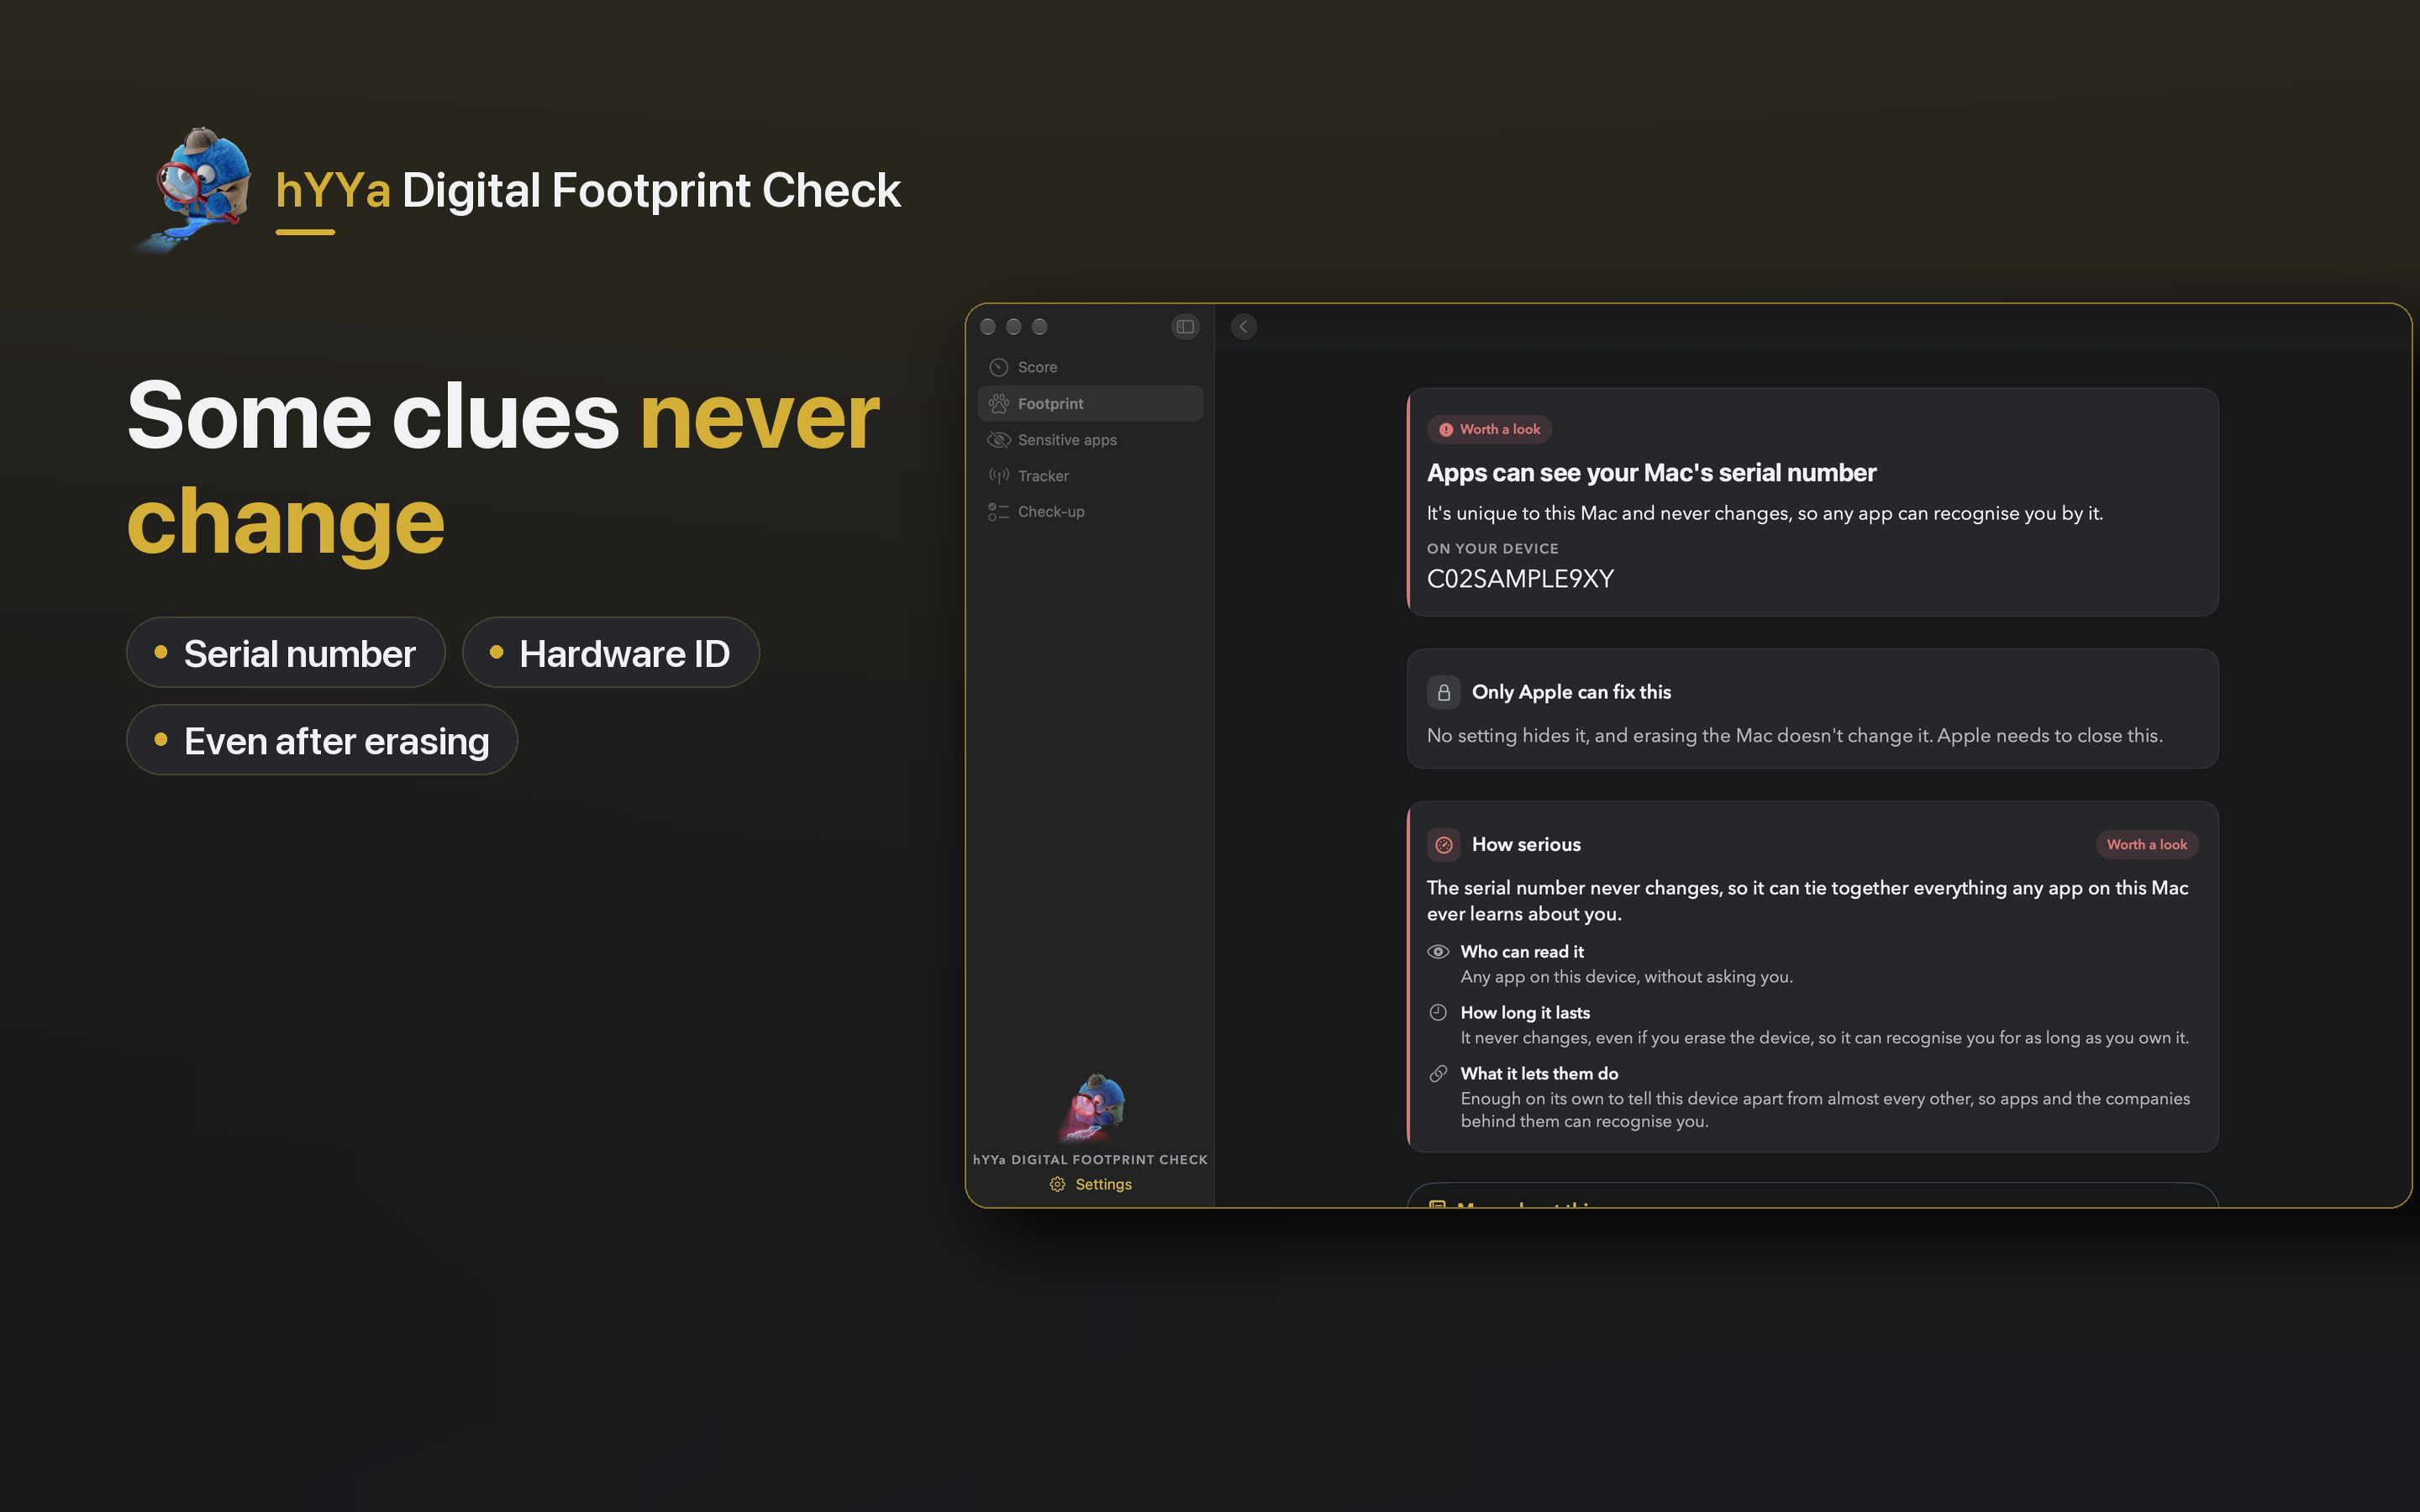 hYYa Digital Footprint Check
Some clues never
change
Serial number
Hardware ID
Even after erasing
Score
Footprint
Sensitive apps
Tracker
Check-up
hYYa DIGITAL FOOTPRINT CHECK
Settings
Worth a look
Apps can see your Mac's serial number
It's unique to this Mac and never changes, so any app can recognise you by it.
ON YOUR DEVICE
C02SAMPLE9XY
Only Apple can fix this
No setting hides it, and erasing the Mac doesn't change it. Apple needs to close this.
How serious
Worth a look
The serial number never changes, so it can tie together everything any app on this Mac
ever learns about you.
Who can read it
Any app on this device, without asking you.
How long it lasts
It never changes, even if you erase the device, so it can recognise you for as long as you own it.
What it lets them do
Enough on its own to tell this device apart from almost every other, so apps and the companies
behind them can recognise you.